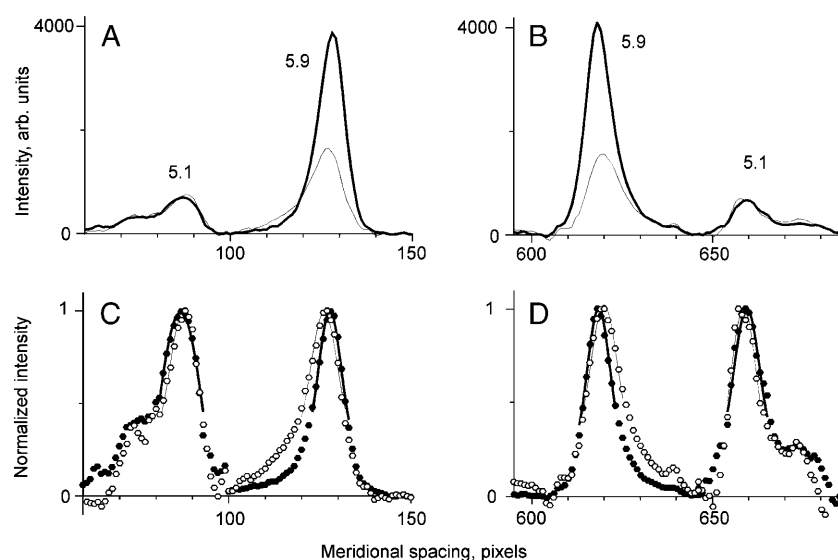 A
B
Intensity, arb. units
4000
5.9
5.1
0
100
150
4000
5.9
5.1
0
600
650
C
D
Normalized intensity
1
0
100
150
1
0
600
650
Meridional spacing, pixels